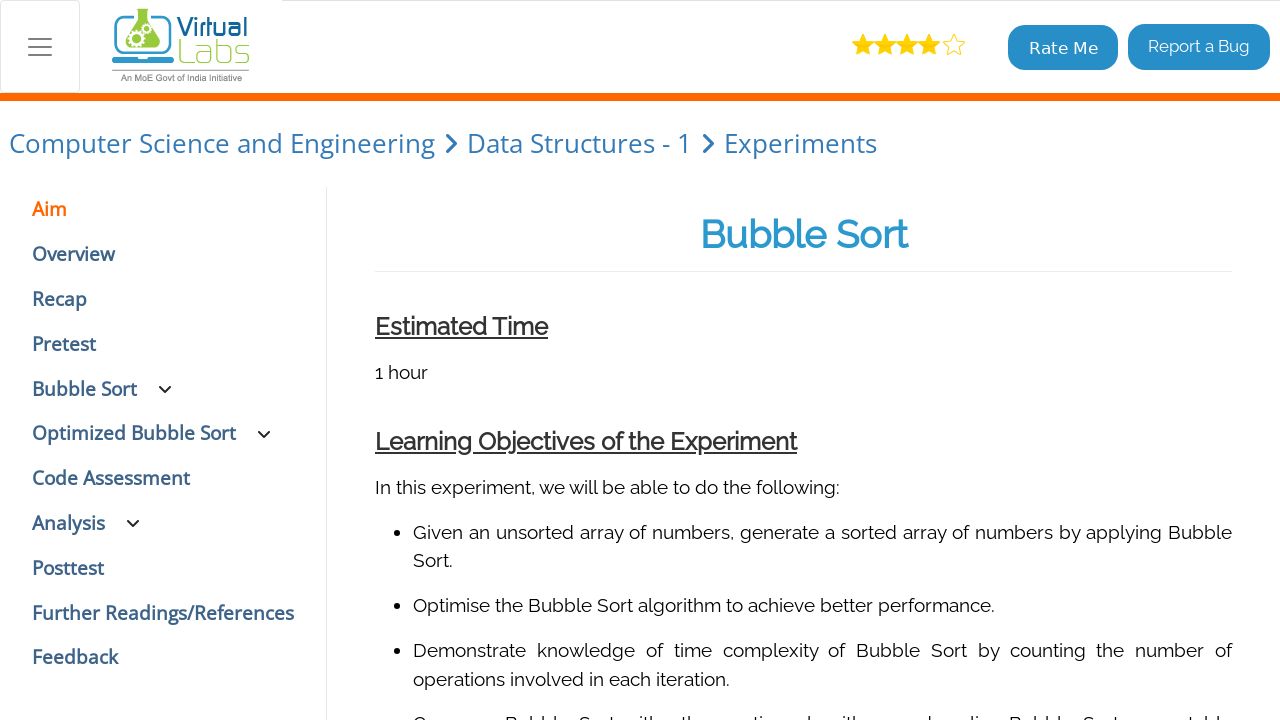 Virtual
Labs
An MoE Govt of India Initiative
Rate Me
Report a Bug
Computer Science and Engineering
Data Structures - 1
Experiments
Aim
Overview
Recap
Pretest
Bubble Sort
Optimized Bubble Sort
Code Assessment
Analysis
Posttest
Further Readings/References
Feedback
Bubble Sort
Estimated Time
1 hour
Learning Objectives of the Experiment
In this experiment, we will be able to do the following:
Given an unsorted array of numbers, generate a sorted array of numbers by applying Bubble
Sort.
Optimise the Bubble Sort algorithm to achieve better performance.
Demonstrate knowledge of time complexity of Bubble Sort by counting the number of
operations involved in each iteration.